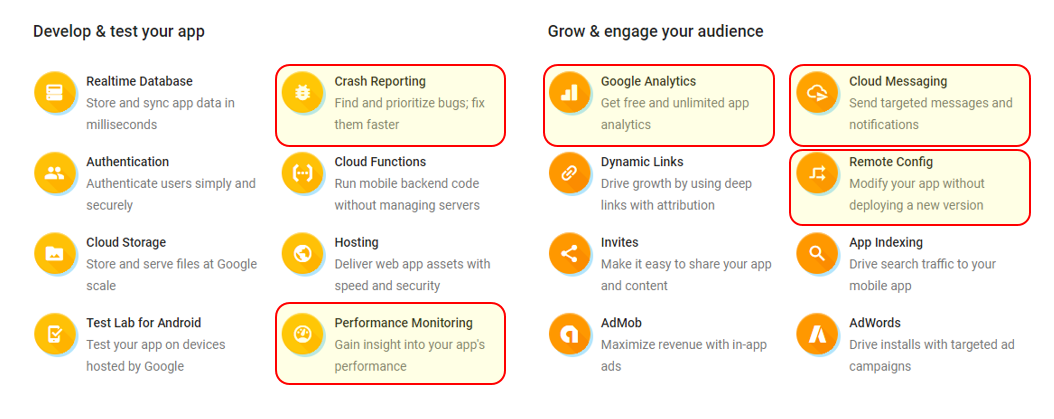 Develop & test your app
Realtime Database
Store and sync app data in
milliseconds
Crash Reporting
Find and prioritize bugs; fix
them faster
Authentication
Authenticate users simply and
securely
Cloud Functions
Run mobile backend code
without managing servers
Cloud Storage
Store and serve files at Google
scale
Hosting
Deliver web app assets with
speed and security
Test Lab for Android
Test your app on devices
hosted by Google
Performance Monitoring
Gain insight into your app's
performance
Grow & engage your audience
Google Analytics
Get free and unlimited app
analytics
Cloud Messaging
Send targeted messages and
notifications
Dynamic Links
Drive growth by using deep
links with attribution
Remote Config
Modify your app without
deploying a new version
Invites
Make it easy to share your app
and content
App Indexing
Drive search traffic to your
mobile app
AdMob
Maximize revenue with in-app
ads
AdWords
Drive installs with targeted ad
campaigns